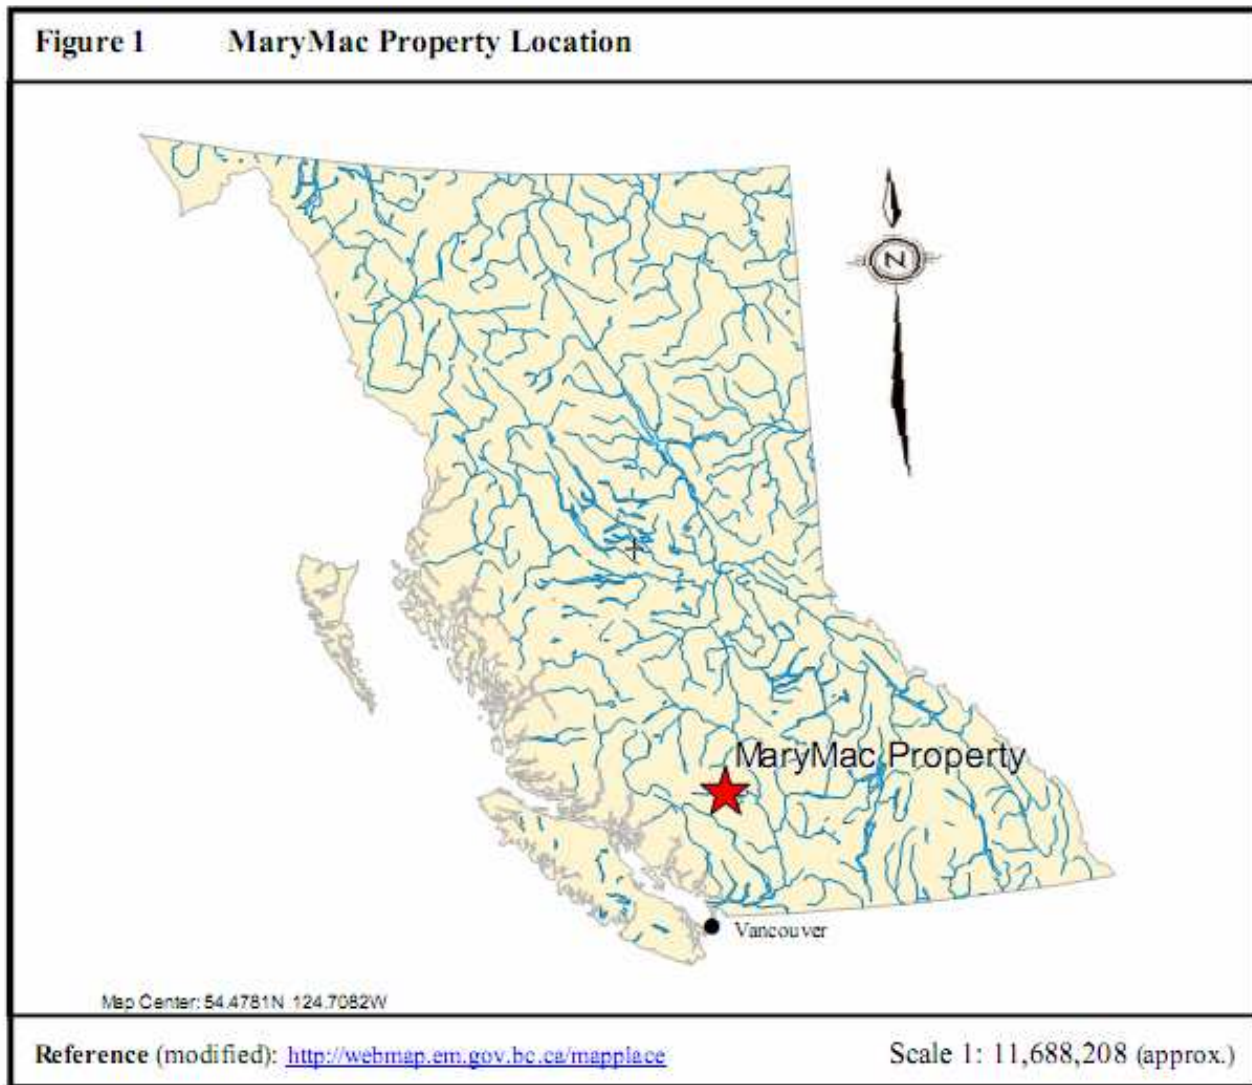 Figure 1 MaryMac Property Location
N
MaryMac Property
Vancouver
Map Center: 54.4781N 124.7082W
Reference (modified): http://webmap.em.gov.bc.ca/mapplace Scale 1: 11,688,208 (approx.)